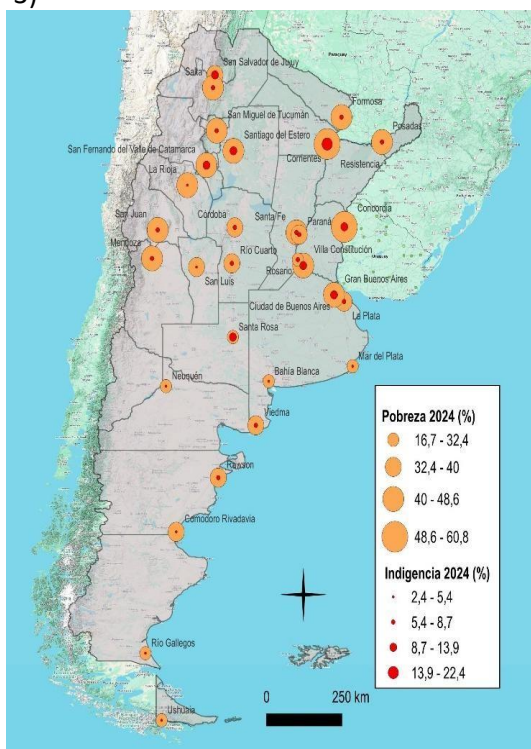 San Salvador de Jujuy
Salta
Paraguay
Formosa
San Miguel de Tucumán
Posadas
Santiago del Estero
San Fernando del Valle de Catamarca
Corrientes
Resistencia
La Rioja
Córdoba
Santa Fe
Paraná
Concordia
San Juan
Mendoza
Río Cuarto
Villa Constitución
Uruguay
San Luis
Rosario
Gran Buenos Aires
Ciudad de Buenos Aires
La Plata
Santa Rosa
Mar del Plata
Neuquén
Bahía Blanca
Viedma
Rawson
Comodoro Rivadavia
Río Gallegos
Ushuaia
0 250 km
Pobreza 2024 (%)
16,7 - 32,4
32,4 - 40
40 - 48,6
48,6 - 60,8
Indigencia 2024 (%)
2,4 - 5,4
5,4 - 8,7
8,7 - 13,9
13,9 - 22,4